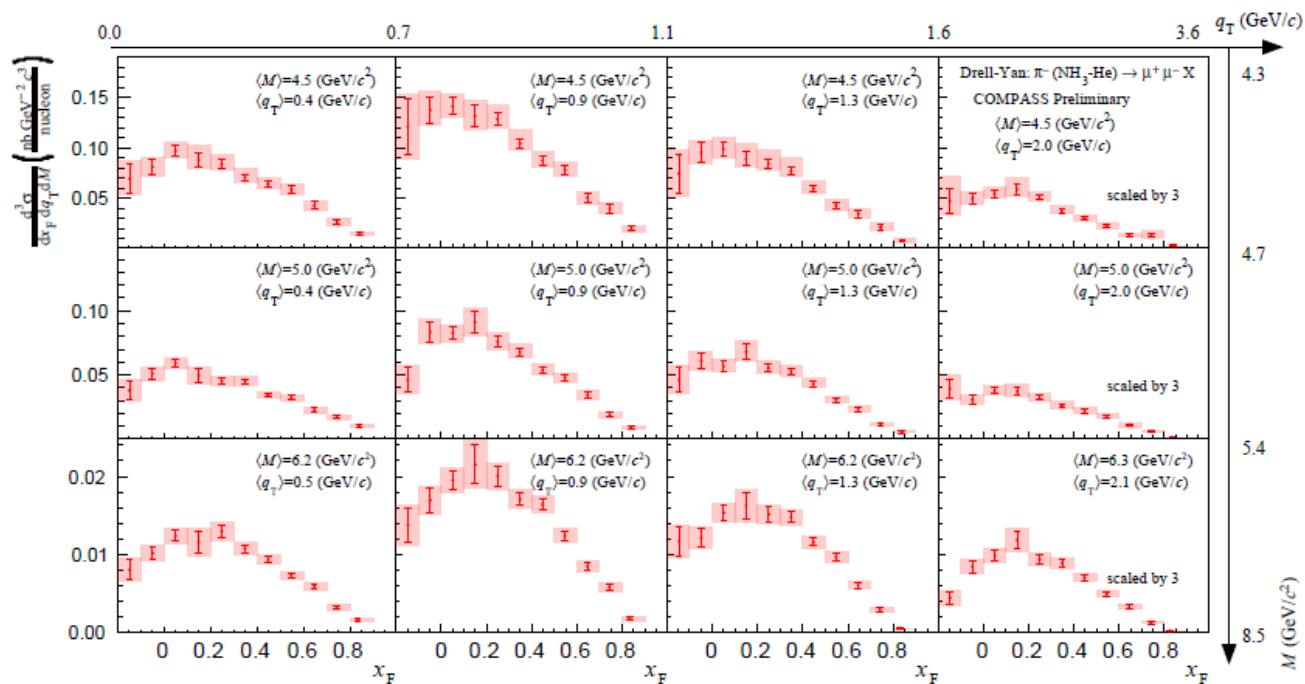 0.0 0.7 1.1 1.6 3.6 q_T (GeV/c)
d³σ / dx_F dq_T dM (pb GeV⁻² c³ / nucleon)
⟨M⟩=4.5 (GeV/c²)
⟨q_T⟩=0.4 (GeV/c)
⟨M⟩=4.5 (GeV/c²)
⟨q_T⟩=0.9 (GeV/c)
⟨M⟩=4.5 (GeV/c²)
⟨q_T⟩=1.3 (GeV/c)
Drell-Yan: π⁻ (NH₃-He) → μ⁺ μ⁻ X
COMPASS Preliminary
⟨M⟩=4.5 (GeV/c²)
⟨q_T⟩=2.0 (GeV/c)
scaled by 3
4.3
0.15
0.10
0.05
4.7
⟨M⟩=5.0 (GeV/c²)
⟨q_T⟩=0.4 (GeV/c)
⟨M⟩=5.0 (GeV/c²)
⟨q_T⟩=0.9 (GeV/c)
⟨M⟩=5.0 (GeV/c²)
⟨q_T⟩=1.3 (GeV/c)
⟨M⟩=5.0 (GeV/c²)
⟨q_T⟩=2.0 (GeV/c)
scaled by 3
0.10
0.05
5.4
⟨M⟩=6.2 (GeV/c²)
⟨q_T⟩=0.5 (GeV/c)
⟨M⟩=6.2 (GeV/c²)
⟨q_T⟩=0.9 (GeV/c)
⟨M⟩=6.2 (GeV/c²)
⟨q_T⟩=1.3 (GeV/c)
⟨M⟩=6.3 (GeV/c²)
⟨q_T⟩=2.1 (GeV/c)
scaled by 3
0.02
0.01
0.00
8.5
M (GeV/c²)
0 0.2 0.4 0.6 0.8 0 0.2 0.4 0.6 0.8 0 0.2 0.4 0.6 0.8 0 0.2 0.4 0.6 0.8
x_F x_F x_F x_F